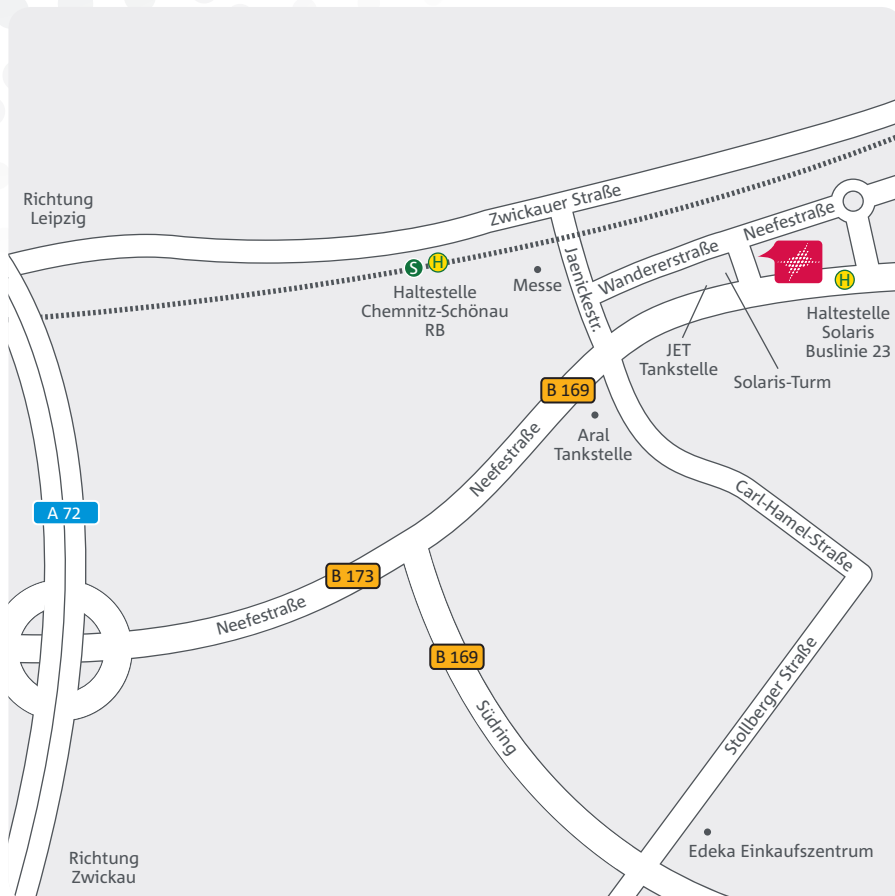 Richtung
Leipzig
Zwickauer Straße
Neefestraße
Wandererstraße
Jaenickestr.
S
H
Haltestelle
Chemnitz-Schönau
RB
Messe
H
Haltestelle
Solaris
Buslinie 23
JET
Tankstelle
Solaris-Turm
B 169
Aral
Tankstelle
Neefestraße
Carl-Hamel-Straße
A 72
B 173
Neefestraße
B 169
Südring
Stollberger Straße
Edeka Einkaufszentrum
Richtung
Zwickau